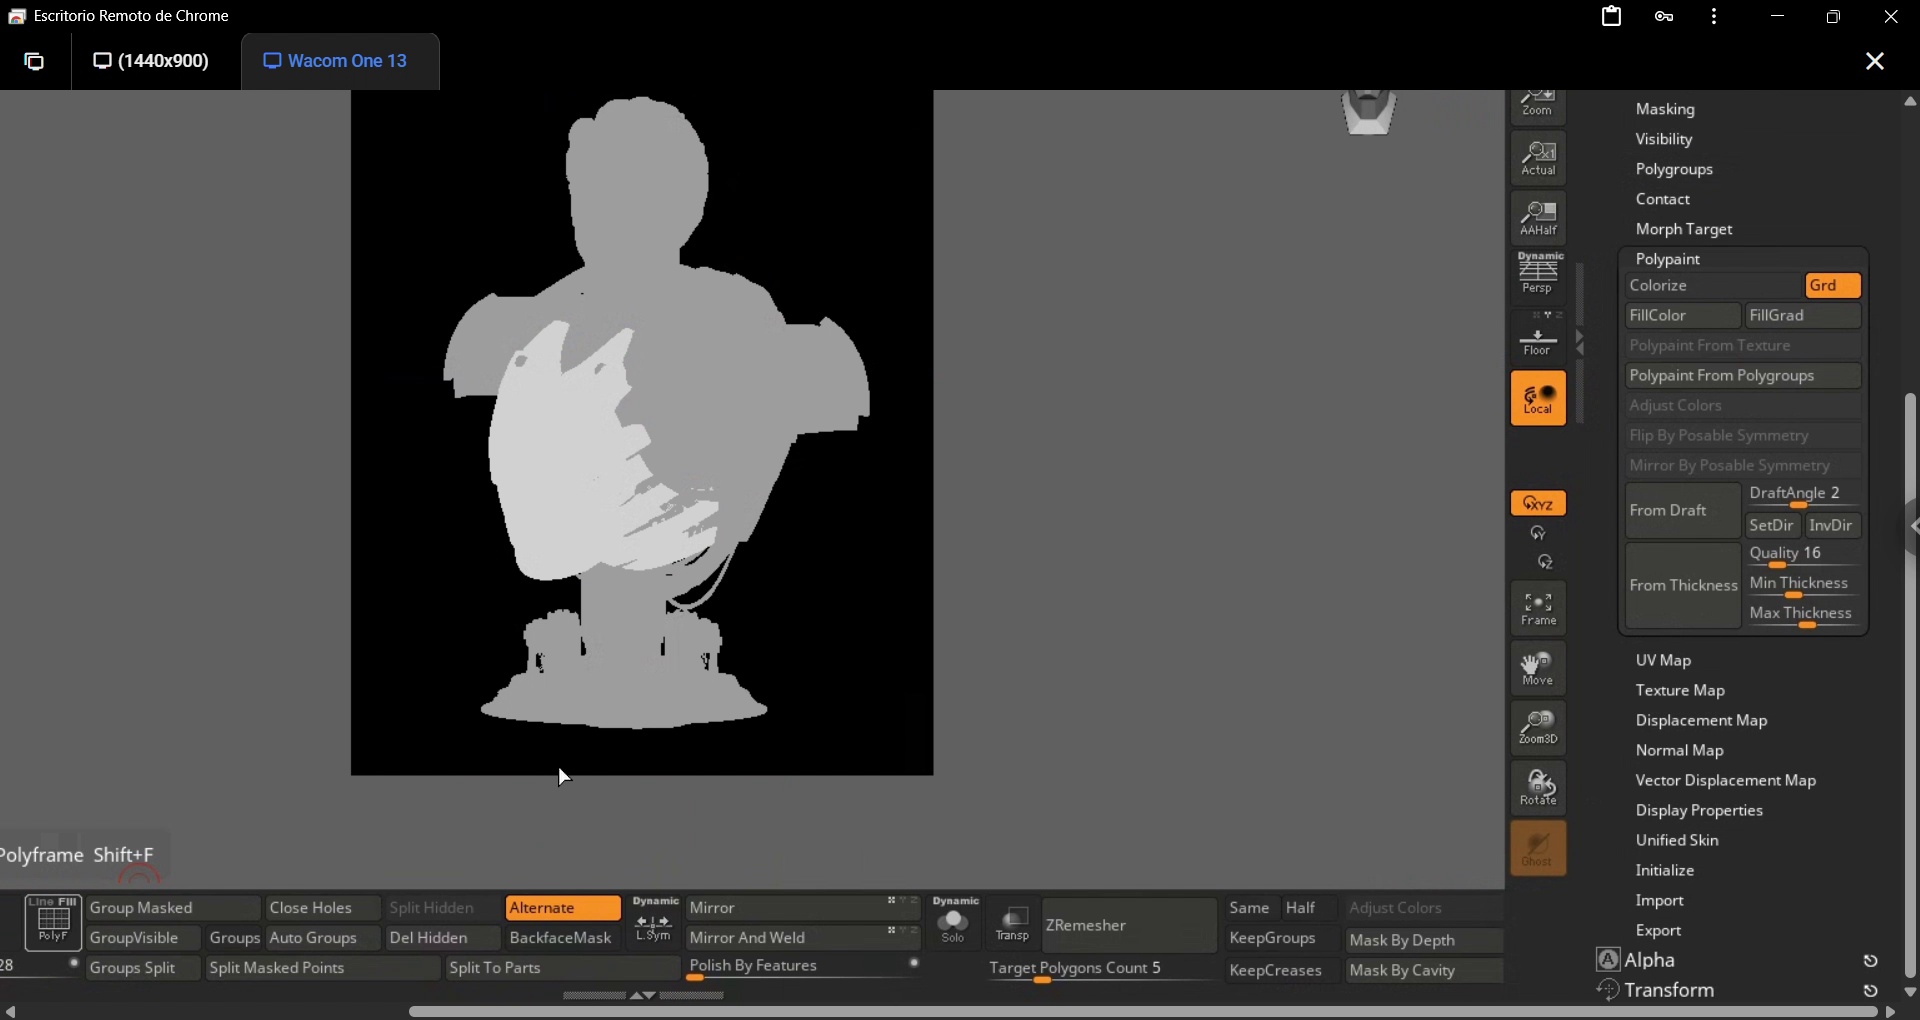 Escritorio Remoto de Chrome
(1440x900)
Wacom One 13
Zoom
Actual
AAHalf
Dynamic
Persp
Floor
Local
XYZ
Y
Z
Frame
Move
Zoom3D
Rotate
Ghost
Masking
Visibility
Polygroups
Contact
Morph Target
Polypaint
Colorize Grd
FillColor FillGrad
Polypaint From Texture
Polypaint From Polygroups
Adjust Colors
Flip By Posable Symmetry
Mirror By Posable Symmetry
From Draft DraftAngle 2
SetDir InvDir
From Thickness Quality 16
Min Thickness
Max Thickness
UV Map
Texture Map
Displacement Map
Normal Map
Vector Displacement Map
Display Properties
Unified Skin
Initialize
Import
Export
Alpha
Transform
Polyframe Shift+F
Line Fill
PolyF
Group Masked Close Holes Split Hidden Alternate
GroupVisible Groups Auto Groups Del Hidden BackfaceMask
28 Groups Split Split Masked Points Split To Parts
Dynamic
L.Sym
Mirror
Mirror And Weld
Polish By Features
Dynamic
Solo
Transp
ZRemesher
Target Polygons Count 5
Same Half Adjust Colors
KeepGroups Mask By Depth
KeepCreases Mask By Cavity